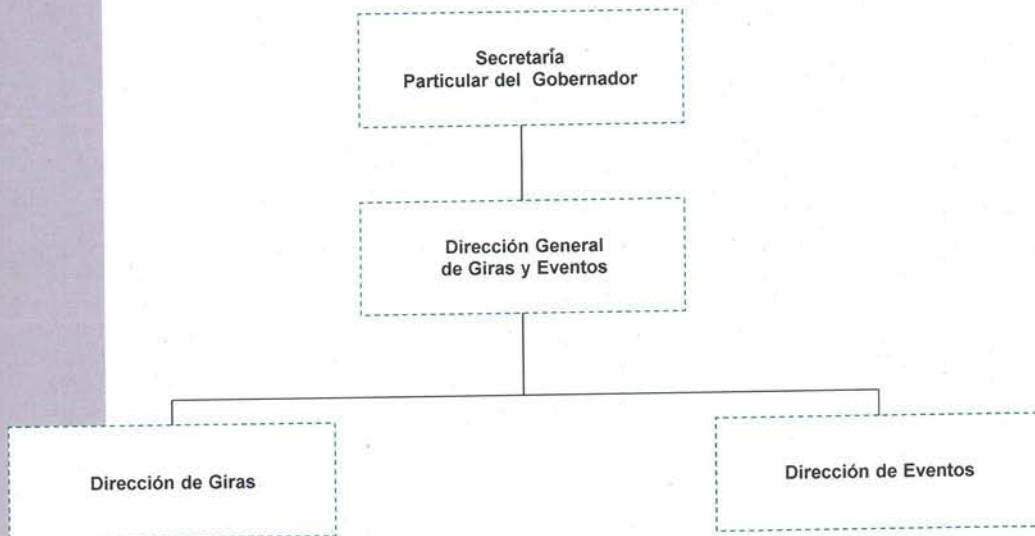 Secretaría
Particular del Gobernador
Dirección General
de Giras y Eventos
Dirección de Giras
Dirección de Eventos